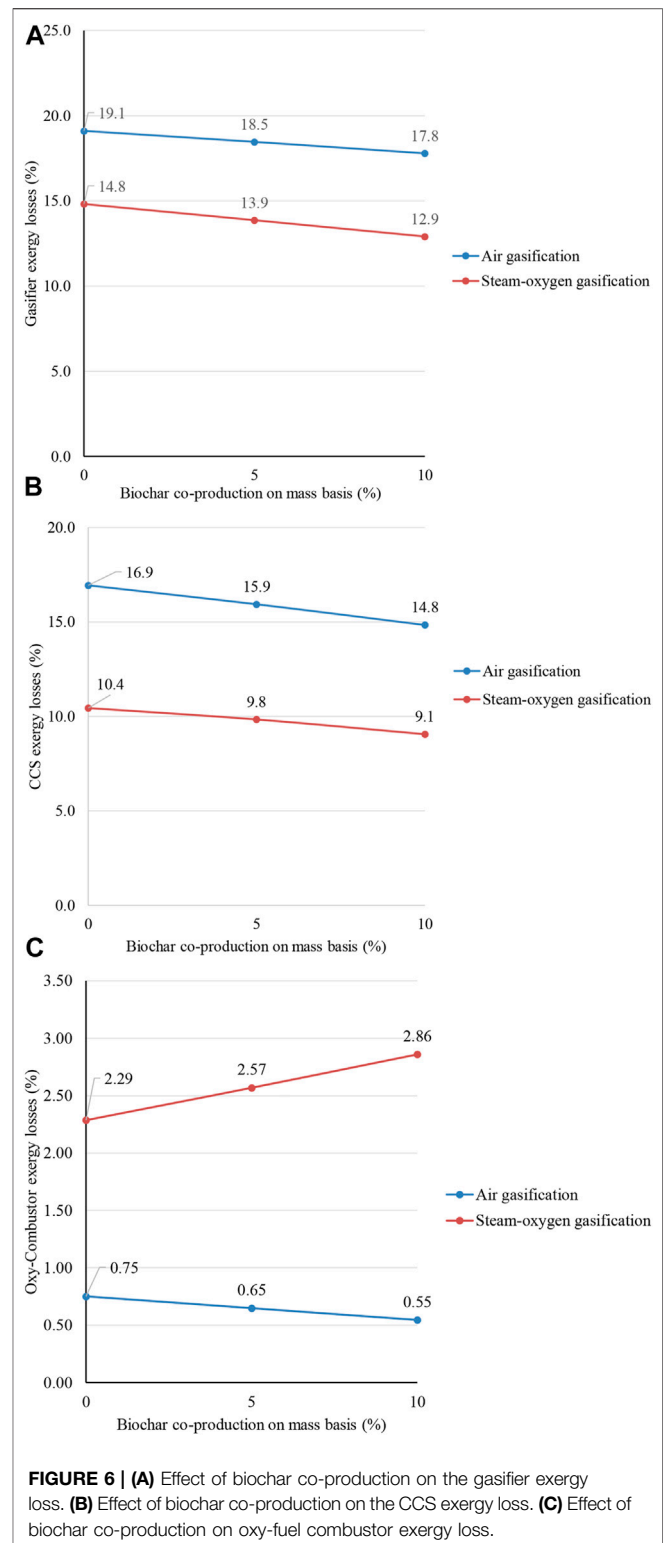 A
25.0
20.0
15.0
10.0
5.0
0.0
Gasifier exergy losses (%)
19.1
18.5
17.8
14.8
13.9
12.9
Air gasification
Steam-oxygen gasification
0 5 10
Biochar co-production on mass basis (%)
B
20.0
15.0
10.0
5.0
0.0
CCS exergy losses (%)
16.9
15.9
14.8
10.4
9.8
9.1
Air gasification
Steam-oxygen gasification
0 5 10
Biochar co-production on mass basis (%)
C
3.50
3.00
2.50
2.00
1.50
1.00
0.50
0.00
Oxy-Combustor exergy losses (%)
2.29
2.57
2.86
0.75
0.65
0.55
Air gasification
Steam-oxygen gasification
0 5 10
Biochar co-production on mass basis (%)
FIGURE 6 | (A) Effect of biochar co-production on the gasifier exergy
loss. (B) Effect of biochar co-production on the CCS exergy loss. (C) Effect of
biochar co-production on oxy-fuel combustor exergy loss.